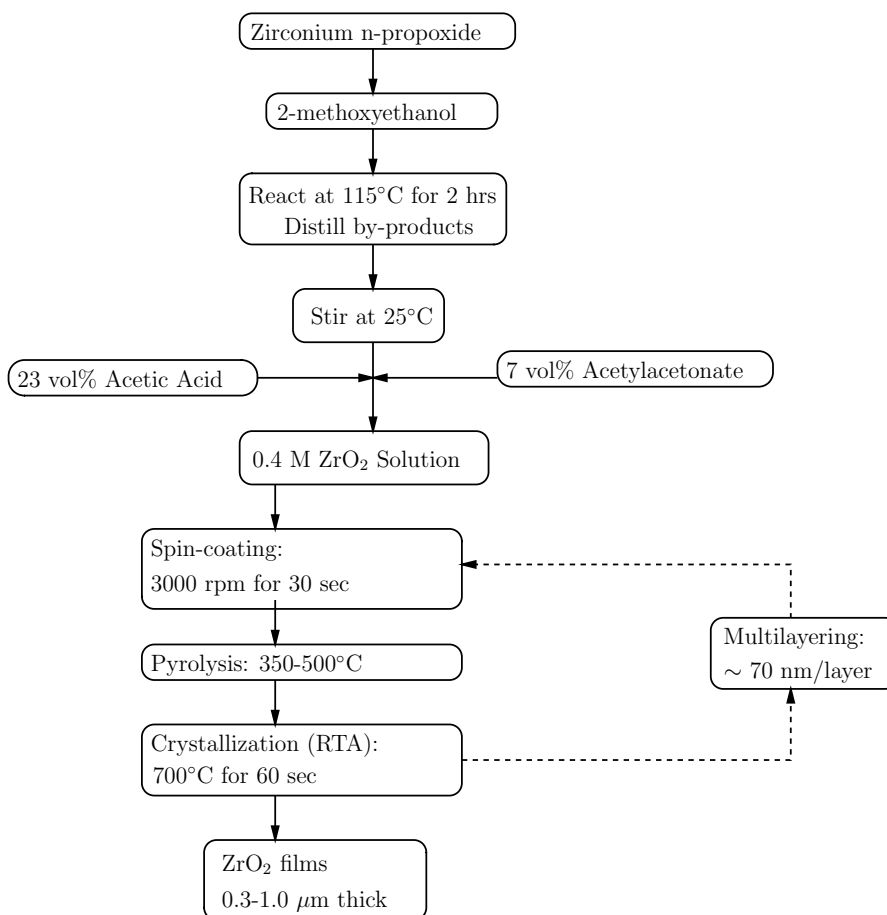 Zirconium n-propoxide
2-methoxyethanol
React at 115°C for 2 hrs
Distill by-products
Stir at 25°C
23 vol% Acetic Acid
7 vol% Acetylacetonate
0.4 M ZrO₂ Solution
Spin-coating:
3000 rpm for 30 sec
Multilayering:
∼ 70 nm/layer
Pyrolysis: 350-500°C
Crystallization (RTA):
700°C for 60 sec
ZrO₂ films
0.3-1.0 μm thick